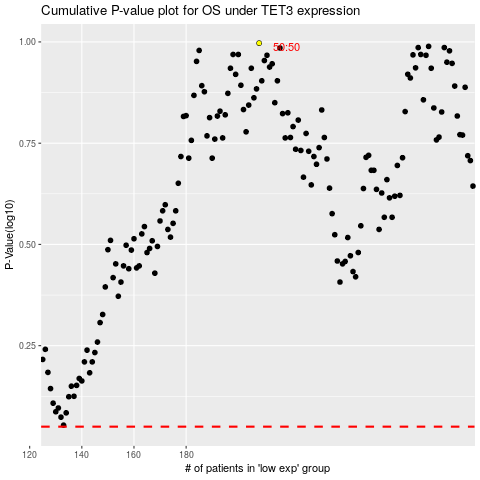 Cumulative P-value plot for OS under TET3 expression
P-Value(log10)
1.00
0.75
0.50
0.25
50:50
120 140 160 180
# of patients in 'low exp' group